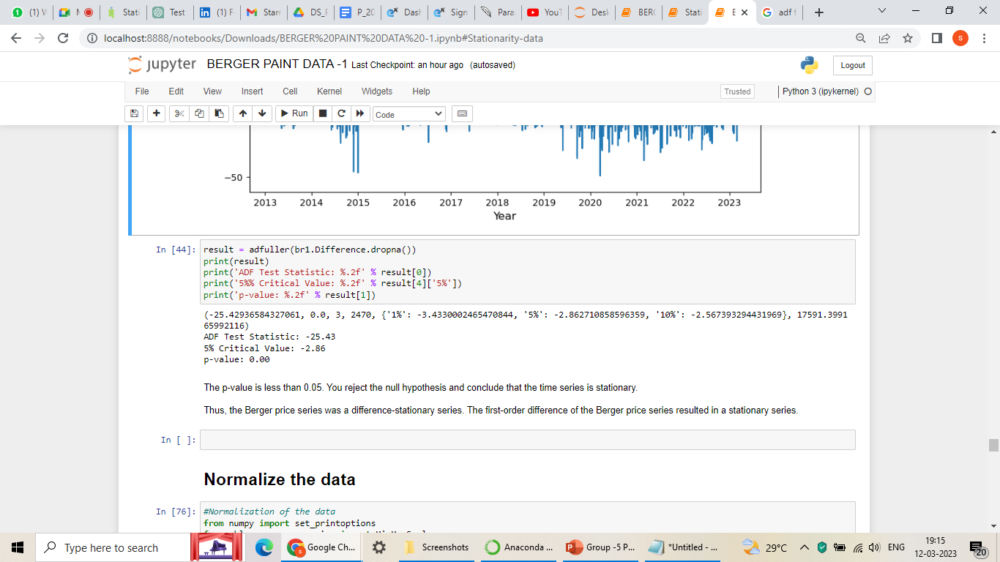 (1) V
Stati
Test
(1) F
Starr
DS_F
P_20
Dash
Sign
Para
YouT
Desk
BERC
Stati
E
adf f
localhost:8888/notebooks/Downloads/BERGER%20PAINT%20DATA%20-1.ipynb#Stationarity-data
S
jupyter BERGER PAINT DATA -1 Last Checkpoint: an hour ago (autosaved)
Logout
File Edit View Insert Cell Kernel Widgets Help
Trusted
Python 3 (ipykernel)
Run
Code
−50
2013 2014 2015 2016 2017 2018 2019 2020 2021 2022 2023
Year
In [44]: result = adfuller(br1.Difference.dropna())
print(result)
print('ADF Test Statistic: %.2f' % result[0])
print('5%% Critical Value: %.2f' % result[4]['5%'])
print('p-value: %.2f' % result[1])
(-25.42936584327061, 0.0, 3, 2470, {'1%': -3.4330002465470844, '5%': -2.862710858596359, '10%': -2.567393294431969}, 17591.3991
65992116)
ADF Test Statistic: -25.43
5% Critical Value: -2.86
p-value: 0.00
The p-value is less than 0.05. You reject the null hypothesis and conclude that the time series is stationary.
Thus, the Berger price series was a difference-stationary series. The first-order difference of the Berger price series resulted in a stationary series.
In [ ]:
Normalize the data
In [76]: #Normalization of the data
from numpy import set_printoptions
Type here to search
Google Ch...
Screenshots
Anaconda ...
Group -5 P...
*Untitled - ...
29°C
ENG
19:15
12-03-2023
20